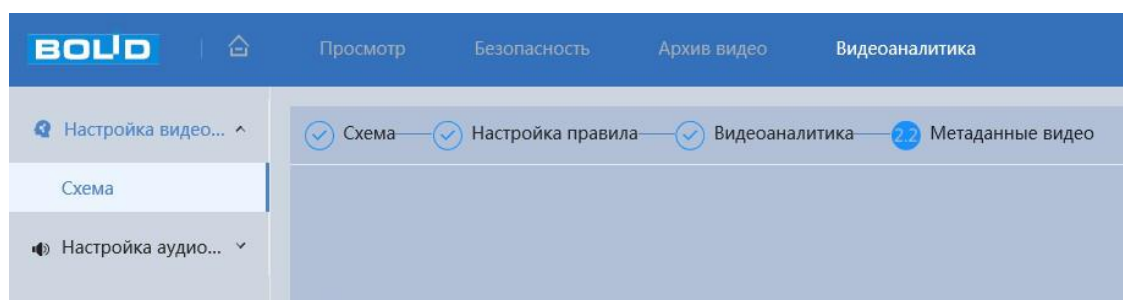 BOLID Просмотр Безопасность Архив видео Видеоаналитика
Настройка видео... Схема Настройка правила Видеоаналитика 2.2 Метаданные видео
Схема
Настройка аудио...